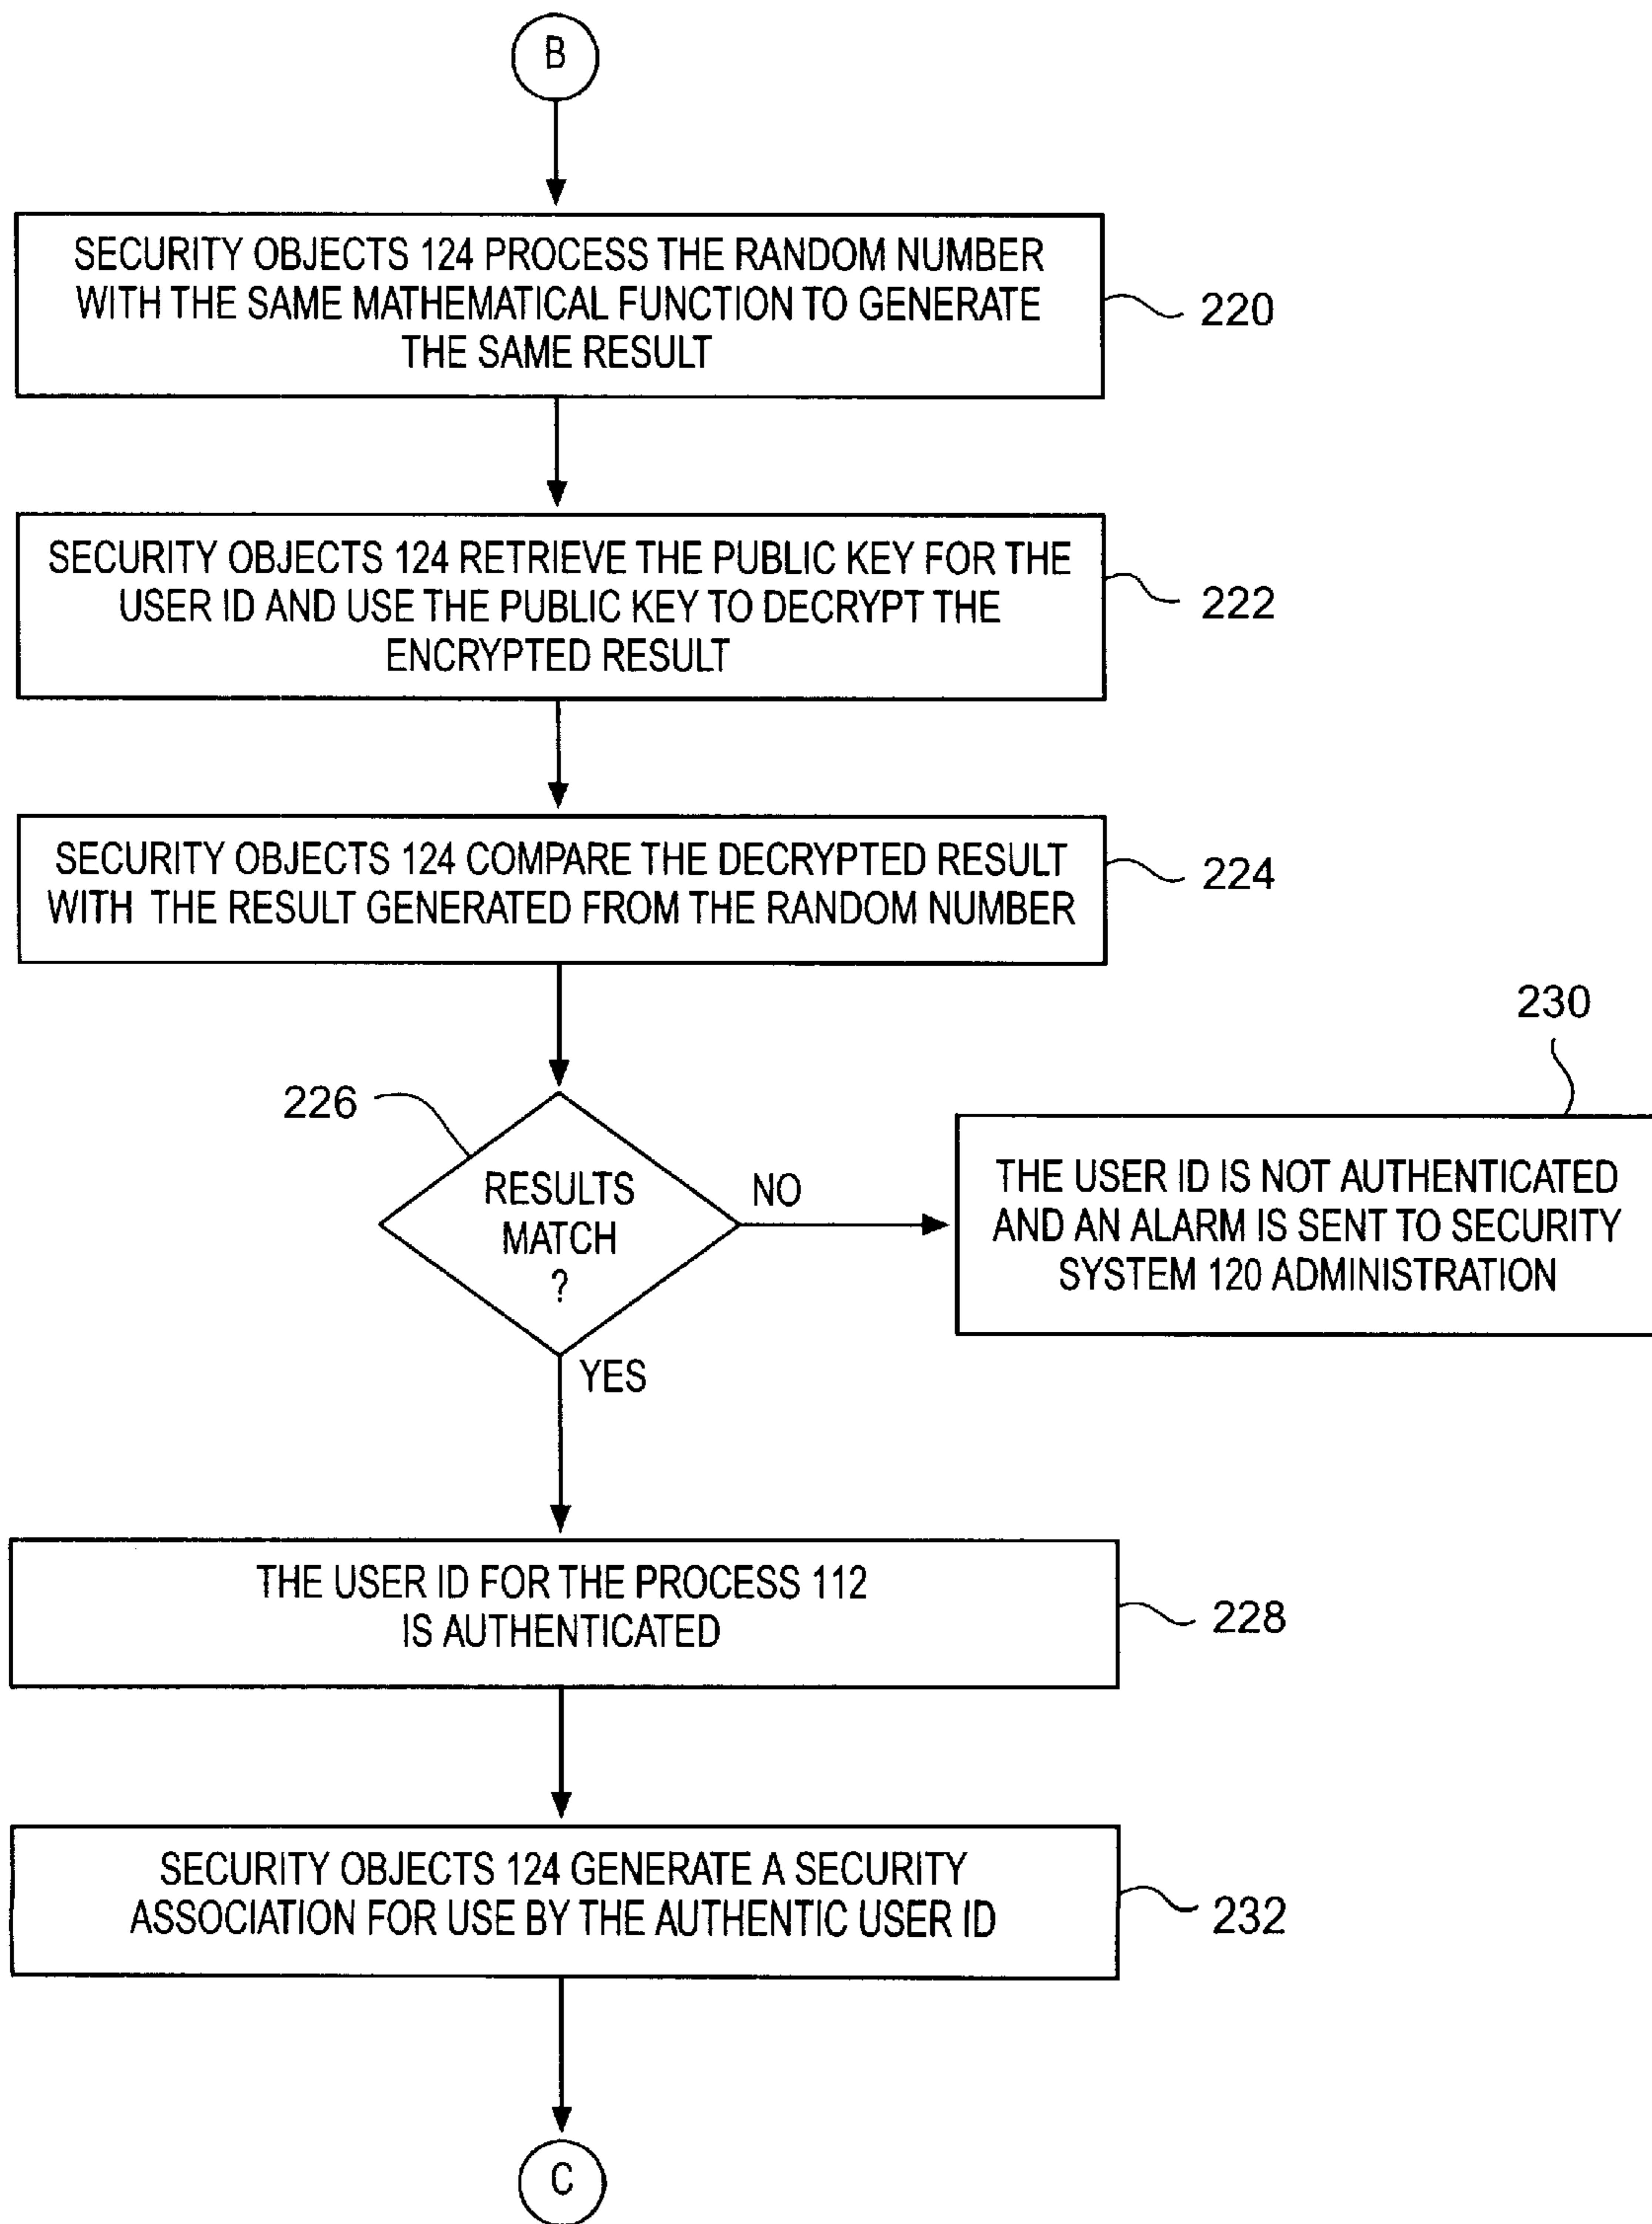 B
SECURITY OBJECTS 124 PROCESS THE RANDOM NUMBER
WITH THE SAME MATHEMATICAL FUNCTION TO GENERATE
THE SAME RESULT
220
SECURITY OBJECTS 124 RETRIEVE THE PUBLIC KEY FOR THE
USER ID AND USE THE PUBLIC KEY TO DECRYPT THE
ENCRYPTED RESULT
222
SECURITY OBJECTS 124 COMPARE THE DECRYPTED RESULT
WITH THE RESULT GENERATED FROM THE RANDOM NUMBER
224
226
RESULTS
MATCH
?
NO
YES
230
THE USER ID IS NOT AUTHENTICATED
AND AN ALARM IS SENT TO SECURITY
SYSTEM 120 ADMINISTRATION
THE USER ID FOR THE PROCESS 112
IS AUTHENTICATED
228
SECURITY OBJECTS 124 GENERATE A SECURITY
ASSOCIATION FOR USE BY THE AUTHENTIC USER ID
232
C